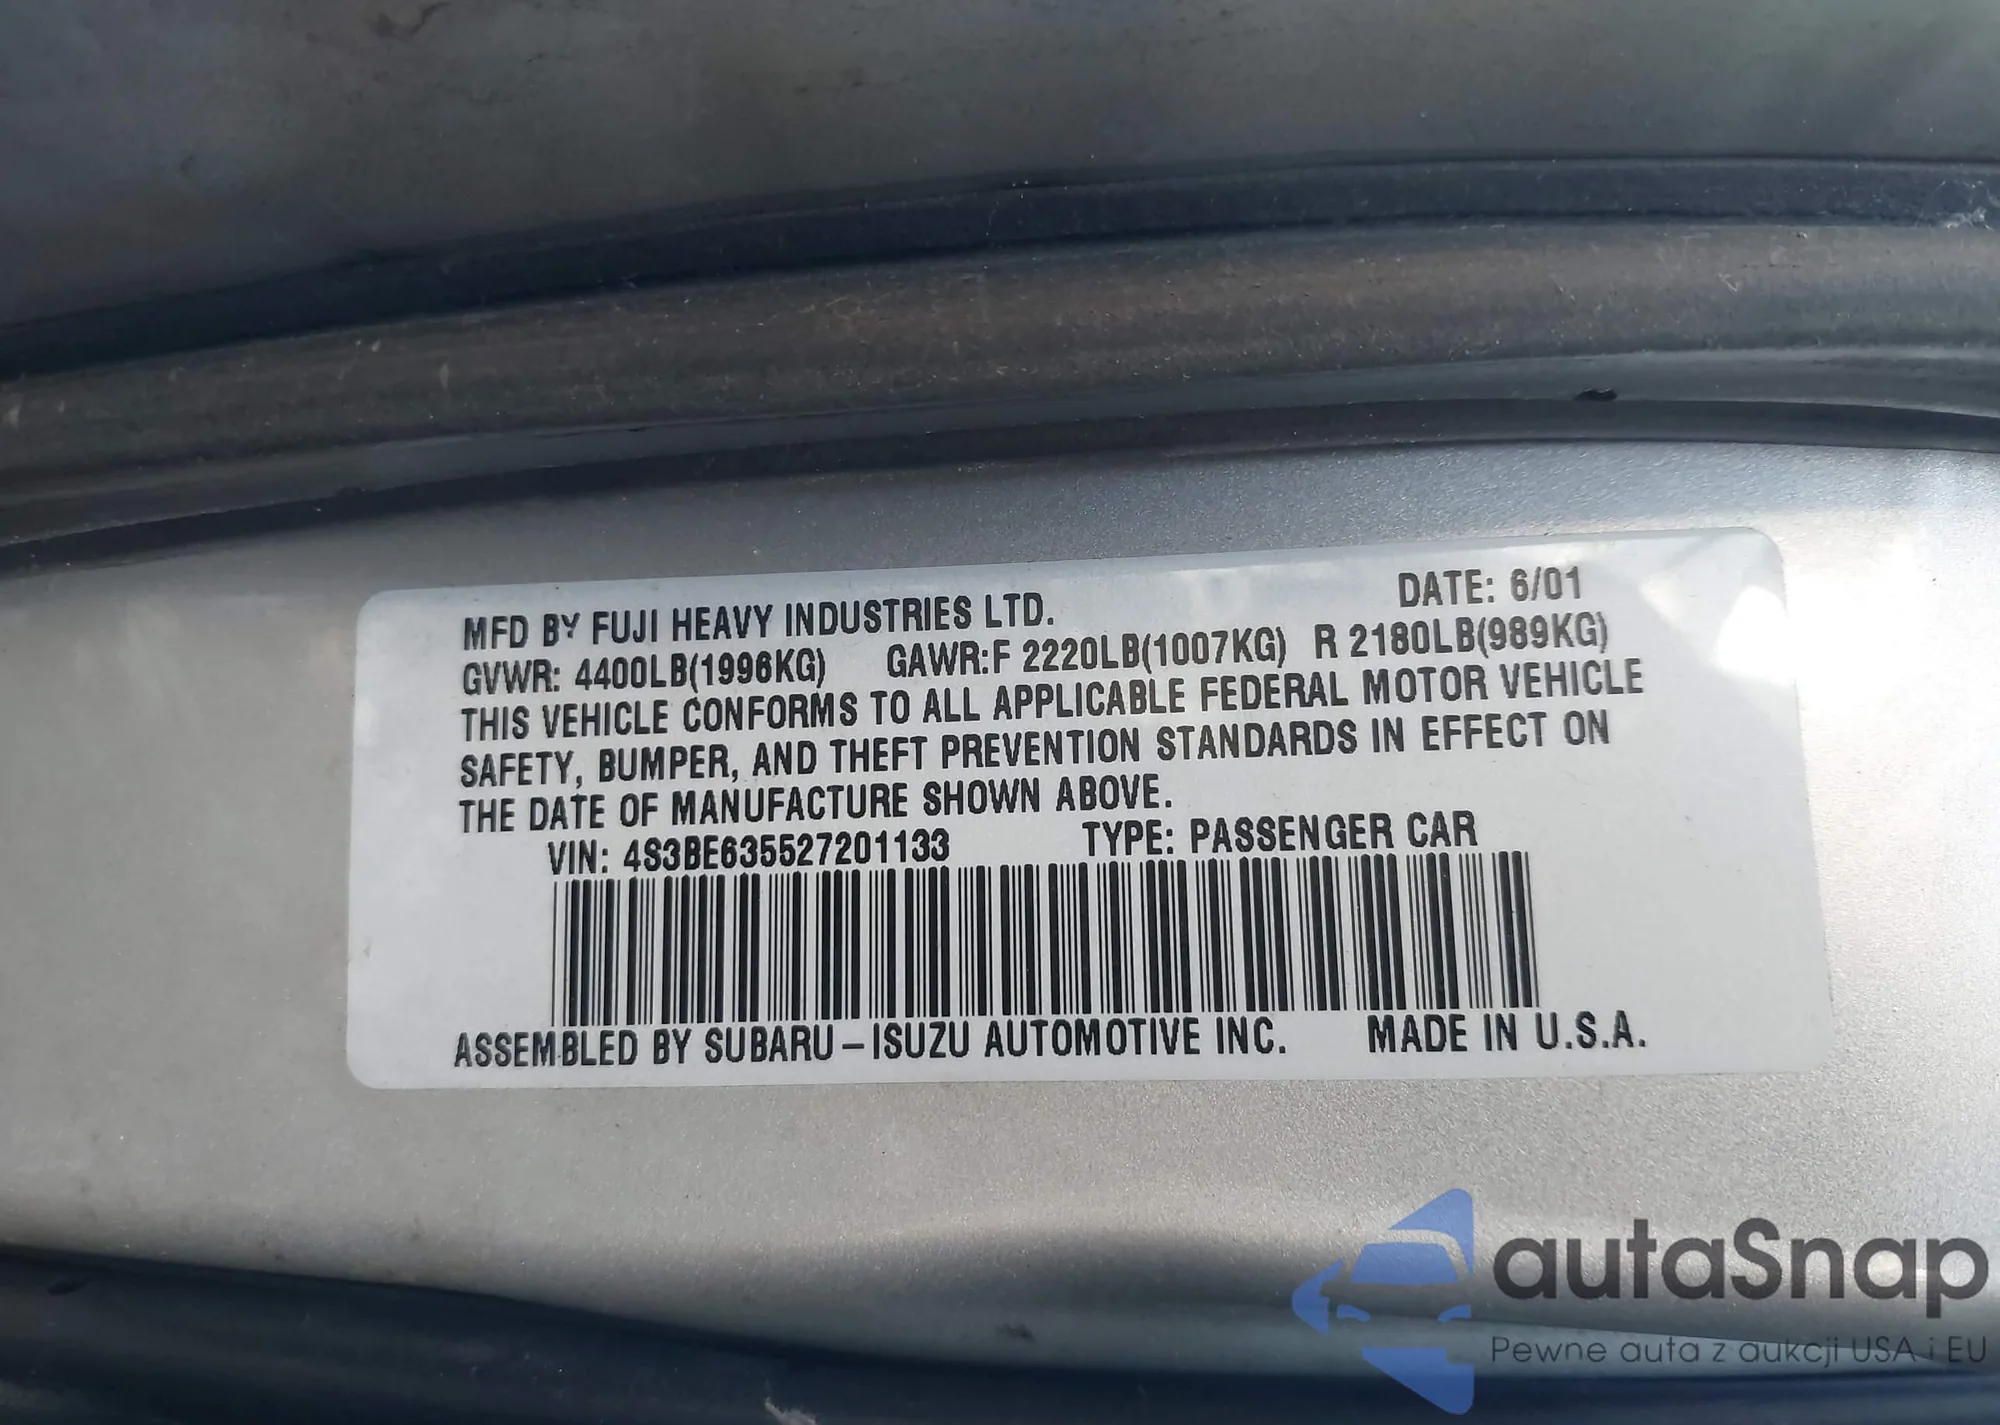 MFD BY FUJI HEAVY INDUSTRIES LTD. DATE: 6/01
GVWR: 4400LB(1996KG) GAWR:F 2220LB(1007KG) R 2180LB(989KG)
THIS VEHICLE CONFORMS TO ALL APPLICABLE FEDERAL MOTOR VEHICLE
SAFETY, BUMPER, AND THEFT PREVENTION STANDARDS IN EFFECT ON
THE DATE OF MANUFACTURE SHOWN ABOVE.
VIN: 4S3BE635527201133 TYPE: PASSENGER CAR
ASSEMBLED BY SUBARU-ISUZU AUTOMOTIVE INC. MADE IN U.S.A.
autaSnap
Pewne auta z aukcji USA i EU